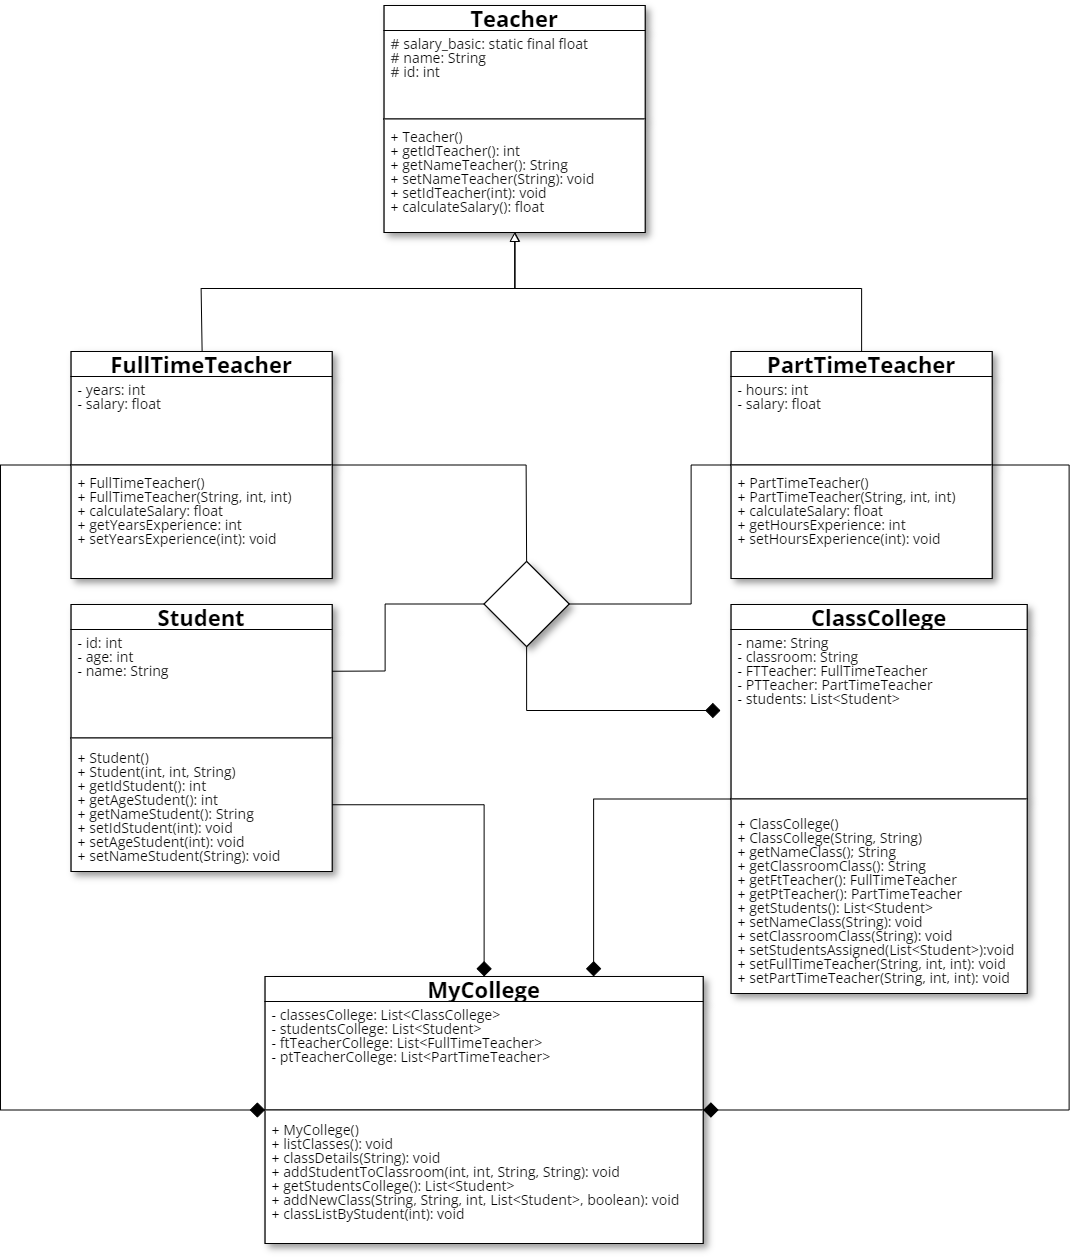 Teacher
# salary_basic: static final float
# name: String
# id: int
+ Teacher()
+ getIdTeacher(): int
+ getNameTeacher(): String
+ setNameTeacher(String): void
+ setIdTeacher(int): void
+ calculateSalary(): float
FullTimeTeacher
- years: int
- salary: float
+ FullTimeTeacher()
+ FullTimeTeacher(String, int, int)
+ calculateSalary: float
+ getYearsExperience: int
+ setYearsExperience(int): void
PartTimeTeacher
- hours: int
- salary: float
+ PartTimeTeacher()
+ PartTimeTeacher(String, int, int)
+ calculateSalary: float
+ getHoursExperience: int
+ setHoursExperience(int): void
Student
- id: int
- age: int
- name: String
+ Student()
+ Student(int, int, String)
+ getIdStudent(): int
+ getAgeStudent(): int
+ getNameStudent(): String
+ setIdStudent(int): void
+ setAgeStudent(int): void
+ setNameStudent(String): void
ClassCollege
- name: String
- classroom: String
- FTTeacher: FullTimeTeacher
- PTTeacher: PartTimeTeacher
- students: List<Student>
+ ClassCollege()
+ ClassCollege(String, String)
+ getNameClass(): String
+ getClassroomClass(): String
+ getFtTeacher(): FullTimeTeacher
+ getPtTeacher(): PartTimeTeacher
+ getStudents(): List<Student>
+ setNameClass(String): void
+ setClassroomClass(String): void
+ setStudentsAssigned(List<Student>):void
+ setFullTimeTeacher(String, int, int): void
+ setPartTimeTeacher(String, int, int): void
MyCollege
- classesCollege: List<ClassCollege>
- studentsCollege: List<Student>
- ftTeacherCollege: List<FullTimeTeacher>
- ptTeacherCollege: List<PartTimeTeacher>
+ MyCollege()
+ listClasses(): void
+ classDetails(String): void
+ addStudentToClassroom(int, int, String, String): void
+ getStudentsCollege(): List<Student>
+ addNewClass(String, String, int, List<Student>, boolean): void
+ classListByStudent(int): void